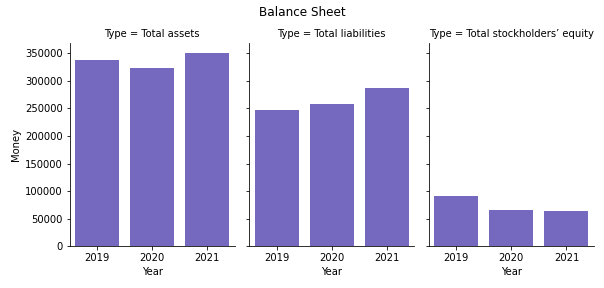 Balance Sheet
Type = Total assets
Type = Total liabilities
Type = Total stockholders’ equity
Money
350000
300000
250000
200000
150000
100000
50000
0
2019 2020 2021
2019 2020 2021
2019 2020 2021
Year
Year
Year